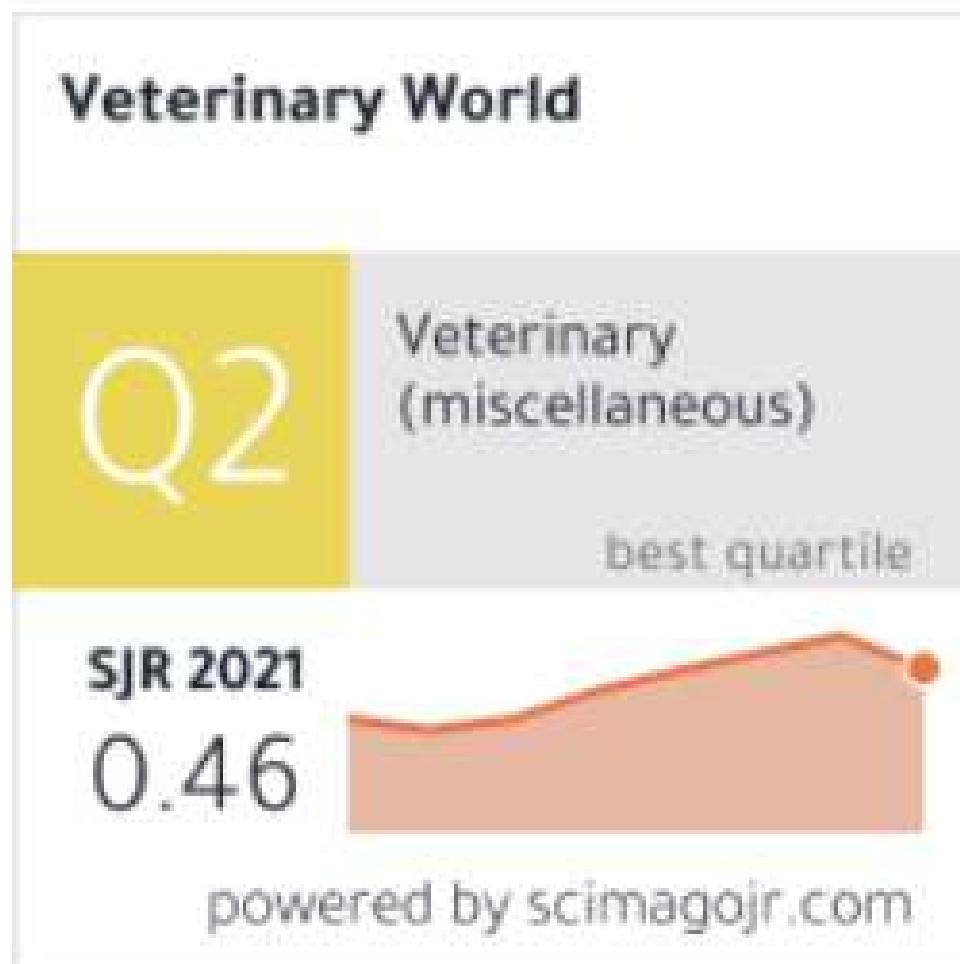 Veterinary World
Q2
Veterinary
(miscellaneous)
best quartile
SJR 2021
0.46
powered by scimagojr.com